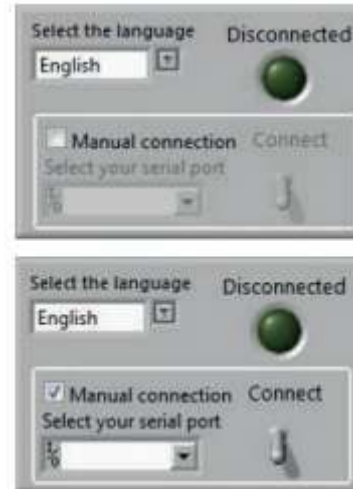 Select the language Disconnected
English
Manual connection Connect
Select your serial port
Select the language Disconnected
English
Manual connection Connect
Select your serial port